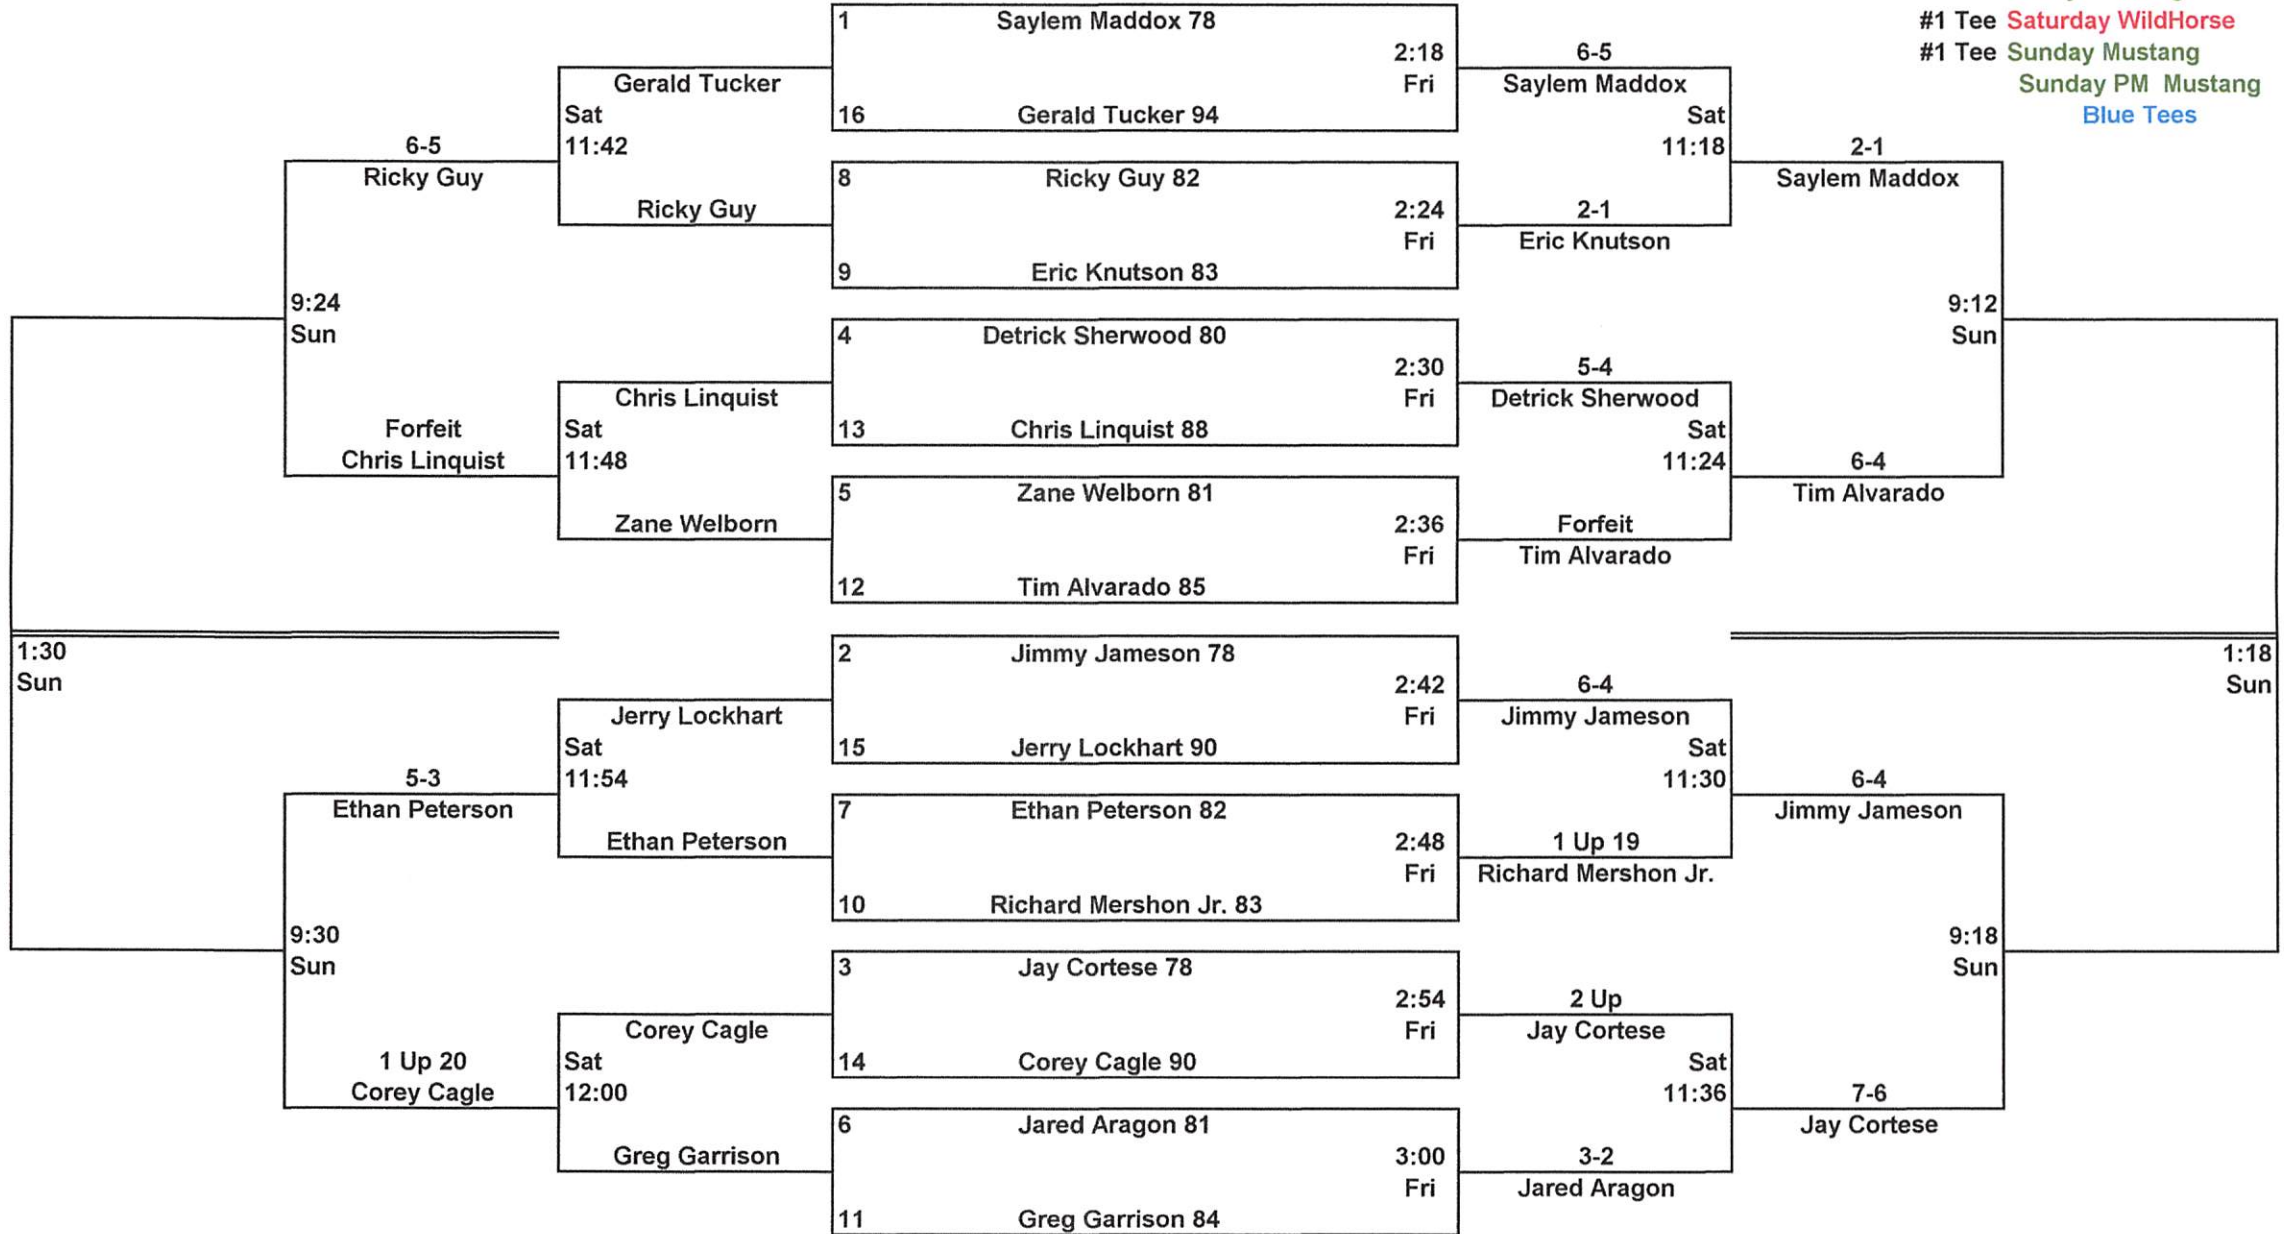 #1 Tee Saturday WildHorse
#1 Tee Sunday Mustang
Sunday PM Mustang
Blue Tees
1 Saylem Maddox 78
2:18
Fri
16 Gerald Tucker 94
8 Ricky Guy 82
2:24
Fri
9 Eric Knutson 83
4 Detrick Sherwood 80
2:30
Fri
13 Chris Linquist 88
5 Zane Welborn 81
2:36
Fri
12 Tim Alvarado 85
2 Jimmy Jameson 78
2:42
Fri
15 Jerry Lockhart 90
7 Ethan Peterson 82
2:48
Fri
10 Richard Mershon Jr. 83
3 Jay Cortese 78
2:54
Fri
14 Corey Cagle 90
6 Jared Aragon 81
3:00
Fri
11 Greg Garrison 84
Gerald Tucker
Sat
11:42
Ricky Guy
Chris Linquist
Sat
11:48
Zane Welborn
Jerry Lockhart
Sat
11:54
Ethan Peterson
Corey Cagle
Sat
12:00
Greg Garrison
6-5
Ricky Guy
9:24
Sun
Forfeit
Chris Linquist
5-3
Ethan Peterson
9:30
Sun
1 Up 20
Corey Cagle
1:30
Sun
6-5
Saylem Maddox
Sat
11:18
2-1
Eric Knutson
5-4
Detrick Sherwood
Sat
11:24
Forfeit
Tim Alvarado
6-4
Jimmy Jameson
Sat
11:30
1 Up 19
Richard Mershon Jr.
2 Up
Jay Cortese
Sat
11:36
3-2
Jared Aragon
2-1
Saylem Maddox
9:12
Sun
6-4
Tim Alvarado
6-4
Jimmy Jameson
9:18
Sun
7-6
Jay Cortese
1:18
Sun